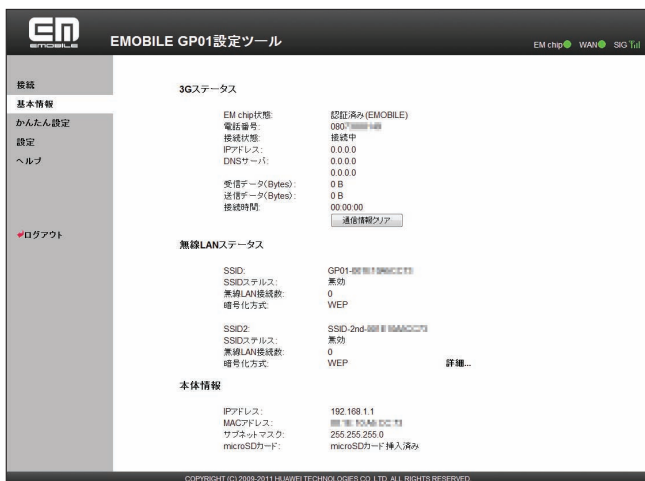 EM
EMOBILE
EMOBILE GP01設定ツール
EM chip WAN SIG
接続
基本情報
かんたん設定
設定
ヘルプ
ログアウト
3Gステータス
EM chip状態: 認証済み(EMOBILE)
電話番号: 080
接続状態: 接続中
IPアドレス: 0.0.0.0
DNSサーバ: 0.0.0.0
0.0.0.0
受信データ(Bytes): 0 B
送信データ(Bytes): 0 B
接続時間: 00:00:00
通信情報クリア
無線LANステータス
SSID: GP01-
SSIDステルス: 無効
無線LAN接続数: 0
暗号化方式: WEP
SSID2: SSID-2nd-
SSIDステルス: 無効
無線LAN接続数: 0
暗号化方式: WEP 詳細...
本体情報
IPアドレス: 192.168.1.1
MACアドレス:
サブネットマスク: 255.255.255.0
microSDカード: microSDカード挿入済み
COPYRIGHT (C) 2009-2011 HUAWEI TECHNOLOGIES CO. LTD. ALL RIGHTS RESERVED